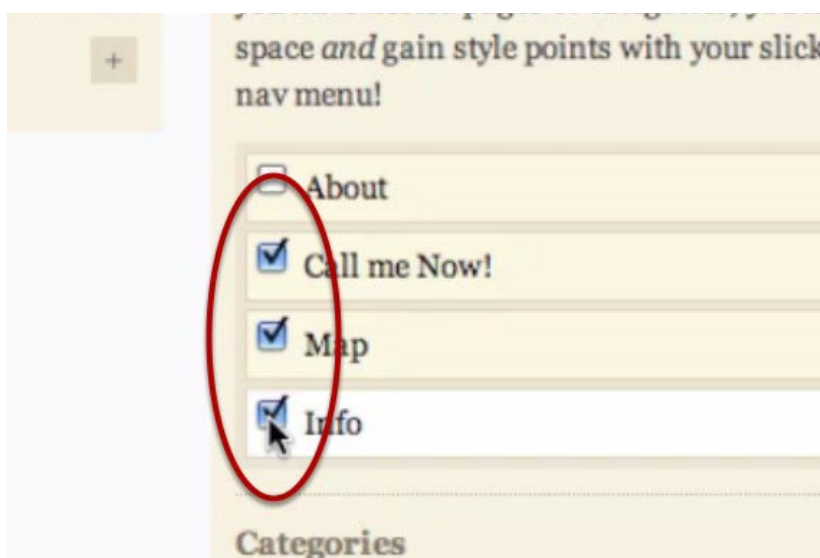 space and gain style points with your slick
nav menu!
+
About
Call me Now!
Map
Info
Categories